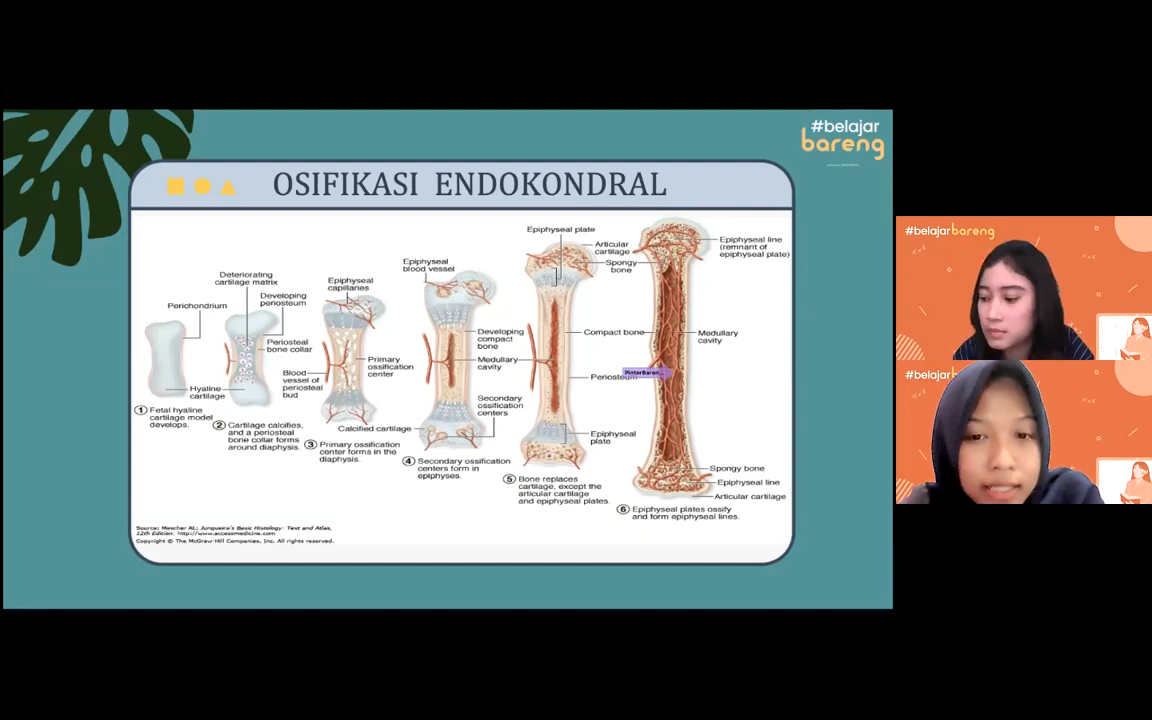 #belajar
bareng
OSIFIKASI ENDOKONDRAL
Perichondrium
Hyaline
cartilage
1 Fetal hyaline
cartilage model
develops.
Deteriorating
cartilage matrix
Developing
periosteum
Periosteal
bone collar
Blood
vessel of
periosteal
bud
2 Cartilage calcifies,
and a periosteal
bone collar forms
around diaphysis.
Epiphyseal
capillaries
Primary
ossification
center
3 Primary ossification
center forms in the
diaphysis.
Epiphyseal
blood vessel
Developing
compact
bone
Medullary
cavity
Secondary
ossification
centers
Calcified cartilage
4 Secondary ossification
centers form in
epiphyses.
Epiphyseal plate
Articular
cartilage
Spongy
bone
Compact bone
Periosteum
PinterBaren...
Epiphyseal
plate
5 Bone replaces
cartilage, except the
articular cartilage
and epiphyseal plates.
Epiphyseal line
(remnant of
epiphyseal plate)
Medullary
cavity
Spongy bone
Epiphyseal line
Articular cartilage
6 Epiphyseal plates ossify
and form epiphyseal lines.
Source: Mescher AL: Junqueira's Basic Histology: Text and Atlas,
12th Edition: http://www.accessmedicine.com
Copyright © The McGraw-Hill Companies, Inc. All rights reserved.
#belajarbareng
#belajar